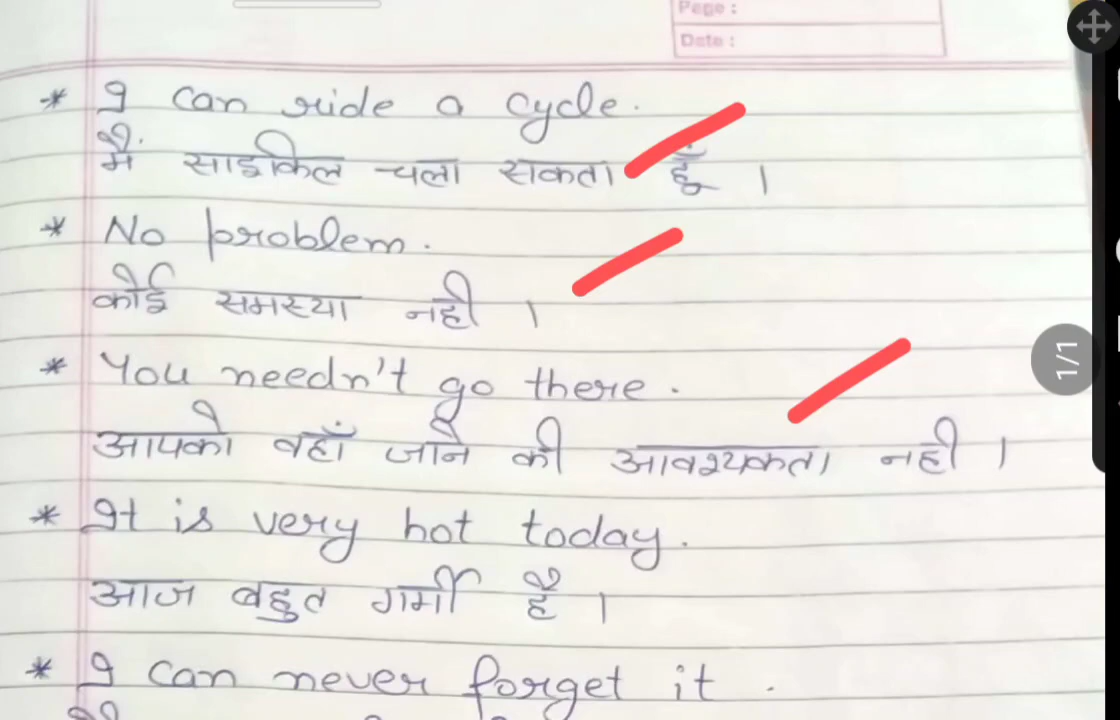 Page :
Date :
* I can ride a cycle.
मैं साइकिल चला सकता हूँ ।
* No problem.
कोई समस्या नही ।
* You needn't go there.
आपको वहाँ जाने की आवश्यकता नही ।
* It is very hot today.
आज बहुत गर्मी है ।
* I can never forget it.
1/1